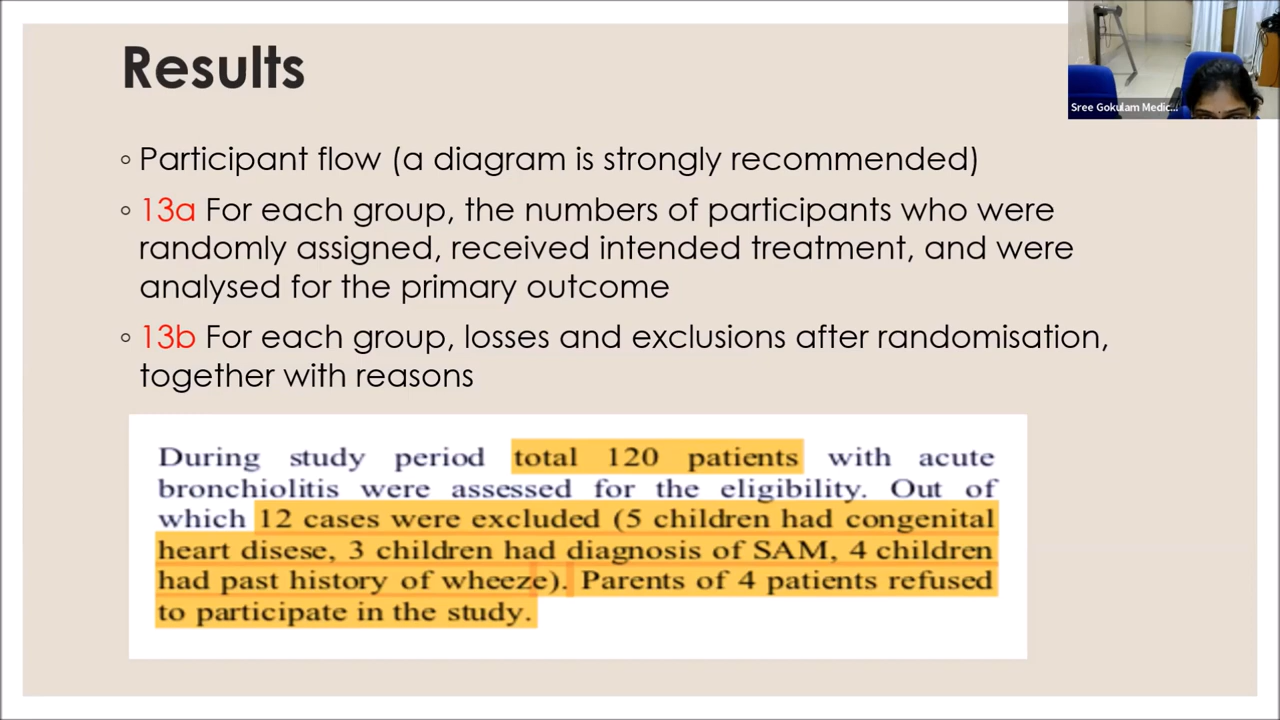 Results
Sree Gokulam Medic...
◦ Participant flow (a diagram is strongly recommended)
◦ 13a For each group, the numbers of participants who were
randomly assigned, received intended treatment, and were
analysed for the primary outcome
◦ 13b For each group, losses and exclusions after randomisation,
together with reasons
During study period total 120 patients with acute
bronchiolitis were assessed for the eligibility. Out of
which 12 cases were excluded (5 children had congenital
heart disese, 3 children had diagnosis of SAM, 4 children
had past history of wheeze). Parents of 4 patients refused
to participate in the study.